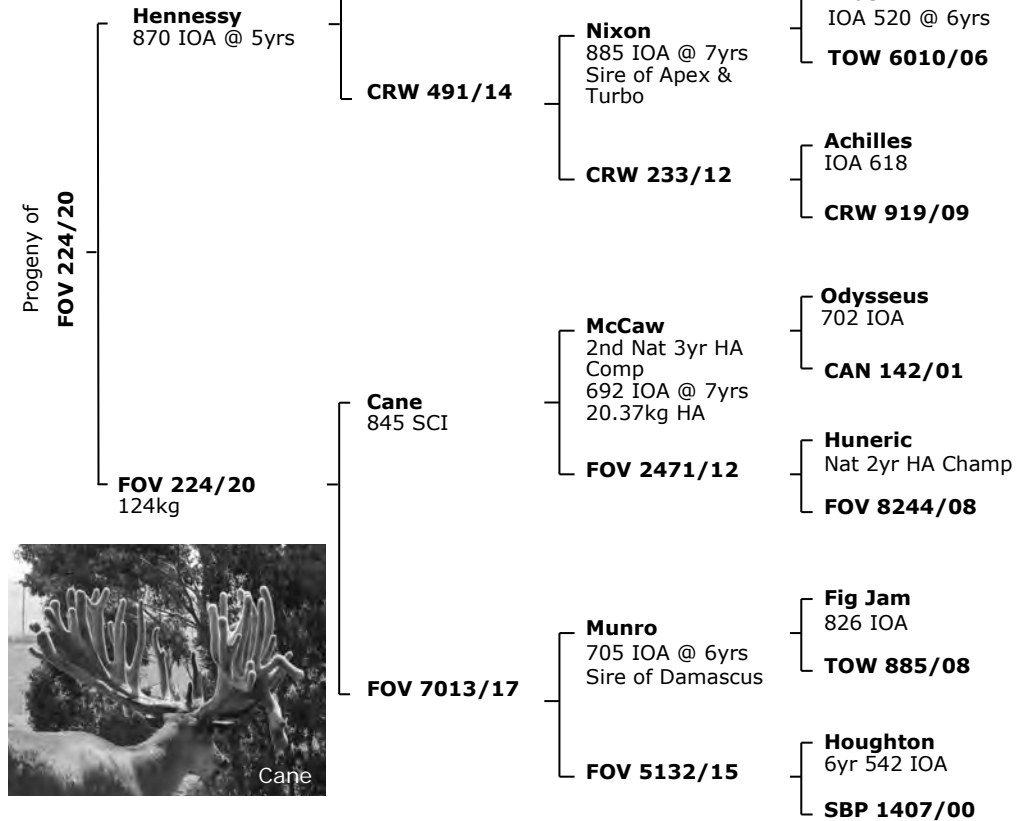 Hennessy
870 IOA @ 5yrs
CRW 491/14
Nixon
885 IOA @ 7yrs
Sire of Apex &
Turbo
CRW 233/12
IOA 520 @ 6yrs
TOW 6010/06
Achilles
IOA 618
CRW 919/09
Progeny of
FOV 224/20
FOV 224/20
124kg
Cane
845 SCI
McCaw
2nd Nat 3yr HA
Comp
692 IOA @ 7yrs
20.37kg HA
FOV 2471/12
Odysseus
702 IOA
CAN 142/01
Huneric
Nat 2yr HA Champ
FOV 8244/08
FOV 7013/17
Munro
705 IOA @ 6yrs
Sire of Damascus
FOV 5132/15
Fig Jam
826 IOA
TOW 885/08
Houghton
6yr 542 IOA
SBP 1407/00
Cane